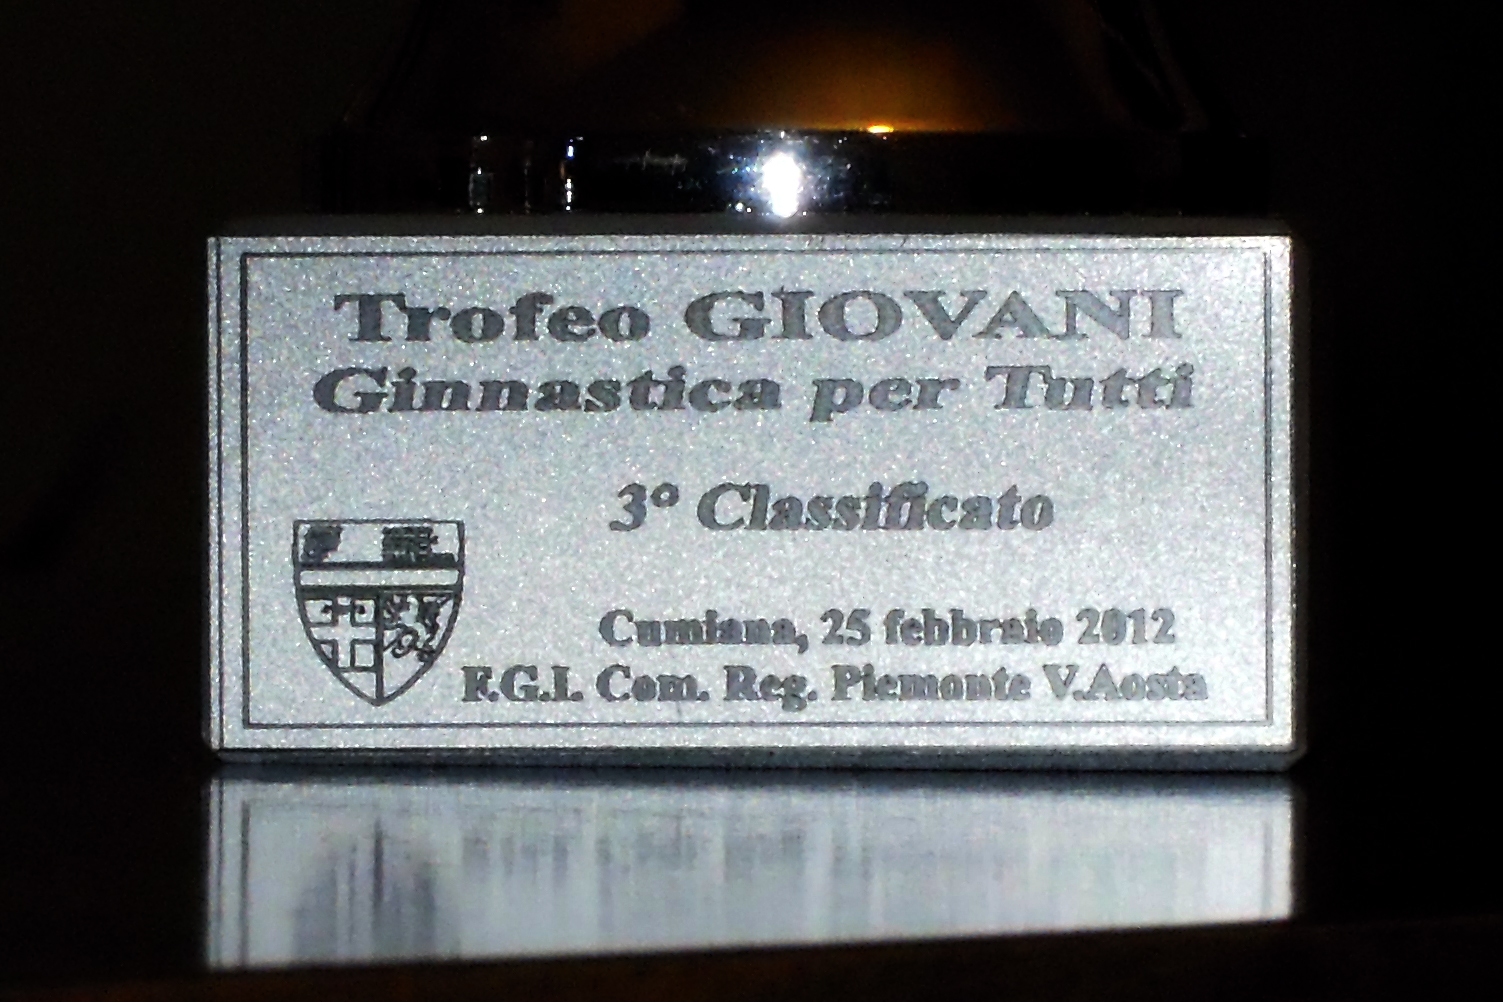 Trofeo GIOVANI
Ginnastica per Tutti
3° Classificato
Cumiana, 25 febbraio 2012
F.G.I. Com. Reg. Piemonte V.Aosta